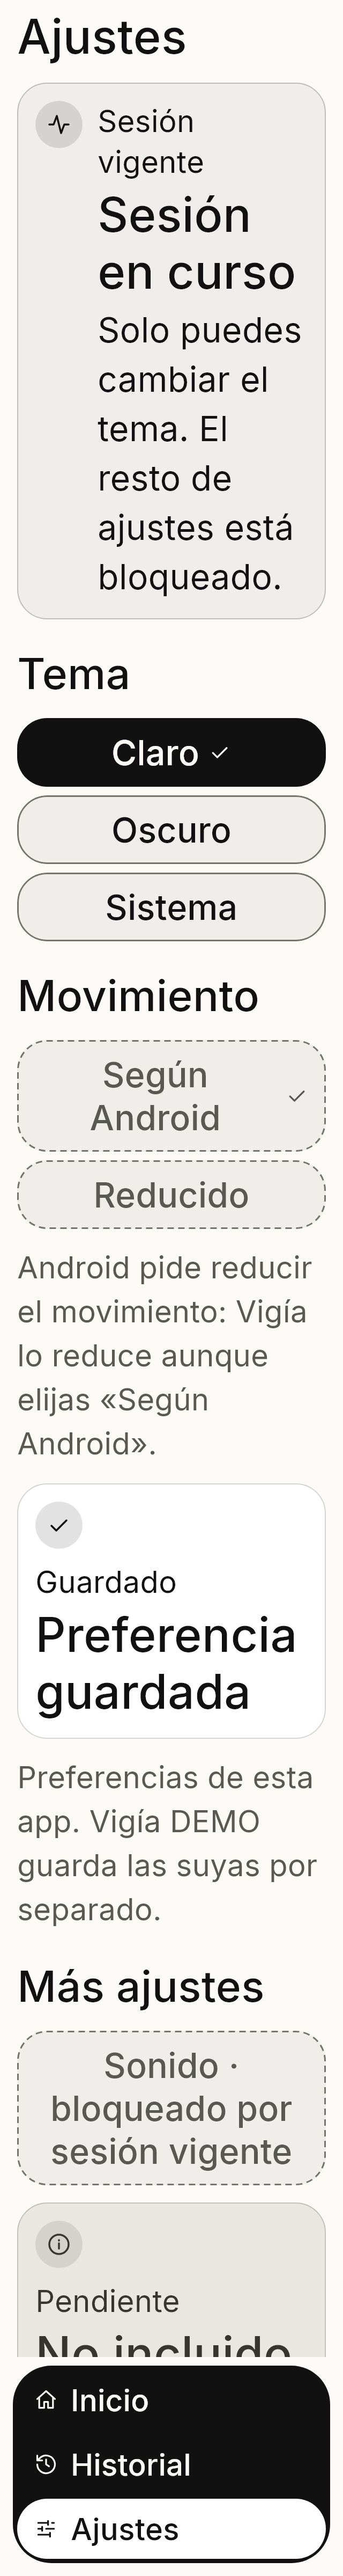 Ajustes
Sesión
vigente
Sesión
en curso
Solo puedes
cambiar el
tema. El
resto de
ajustes está
bloqueado.
Tema
Claro
Oscuro
Sistema
Movimiento
Según
Android
Reducido
Android pide reducir
el movimiento: Vigía
lo reduce aunque
elijas «Según
Android».
Guardado
Preferencia
guardada
Preferencias de esta
app. Vigía DEMO
guarda las suyas por
separado.
Más ajustes
Sonido ·
bloqueado por
sesión vigente
Pendiente
No incluido
Inicio
Historial
Ajustes